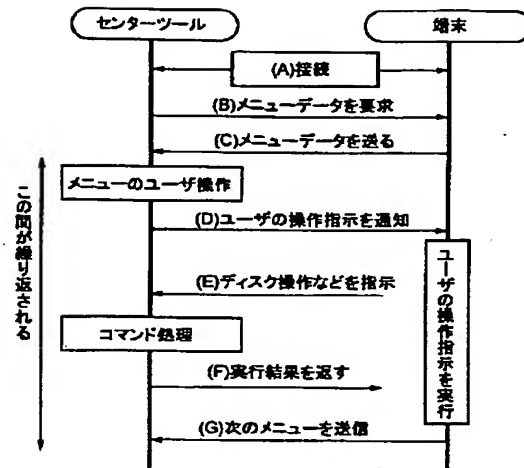 センターツール
端末
(A)接続
(B)メニューデータを要求
(C)メニューデータを送る
メニューのユーザ操作
(D)ユーザの操作指示を通知
(E)ディスク操作などを指示
コマンド処理
(F)実行結果を返す
(G)次のメニューを送信
この間が繰り返される
ユーザの操作指示を実行